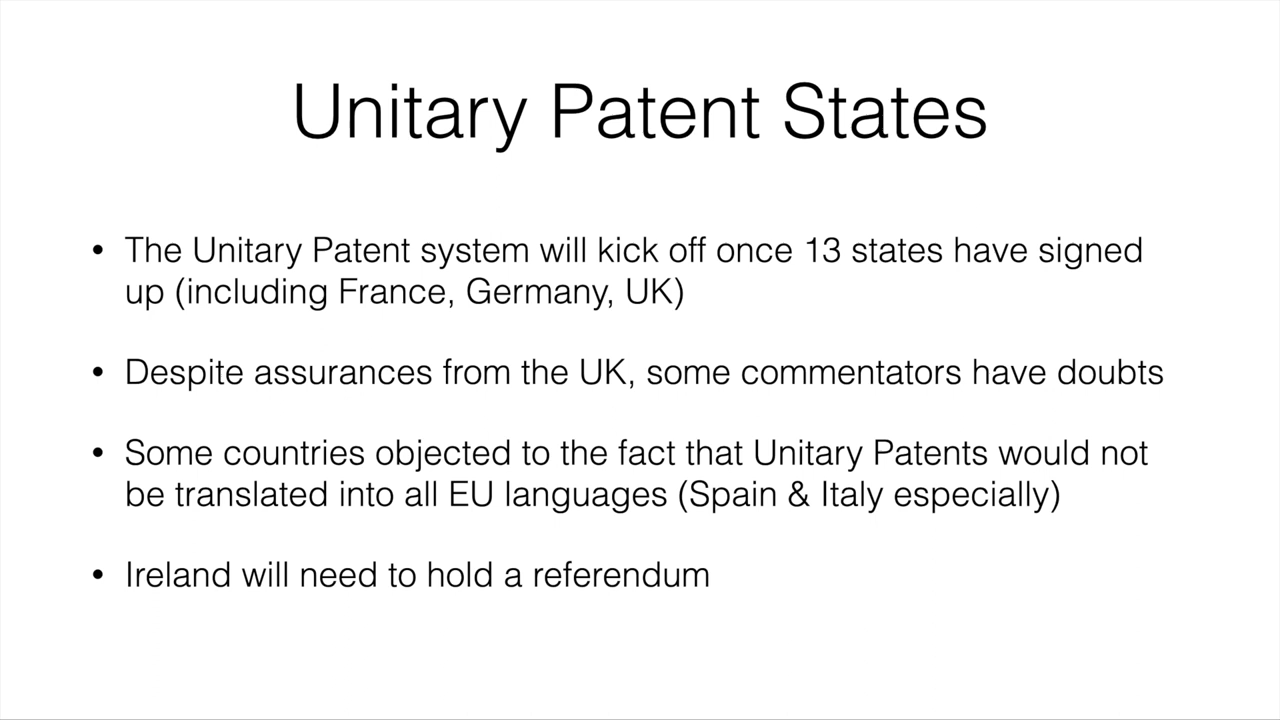 Unitary Patent States
• The Unitary Patent system will kick off once 13 states have signed
up (including France, Germany, UK)
• Despite assurances from the UK, some commentators have doubts
• Some countries objected to the fact that Unitary Patents would not
be translated into all EU languages (Spain & Italy especially)
• Ireland will need to hold a referendum